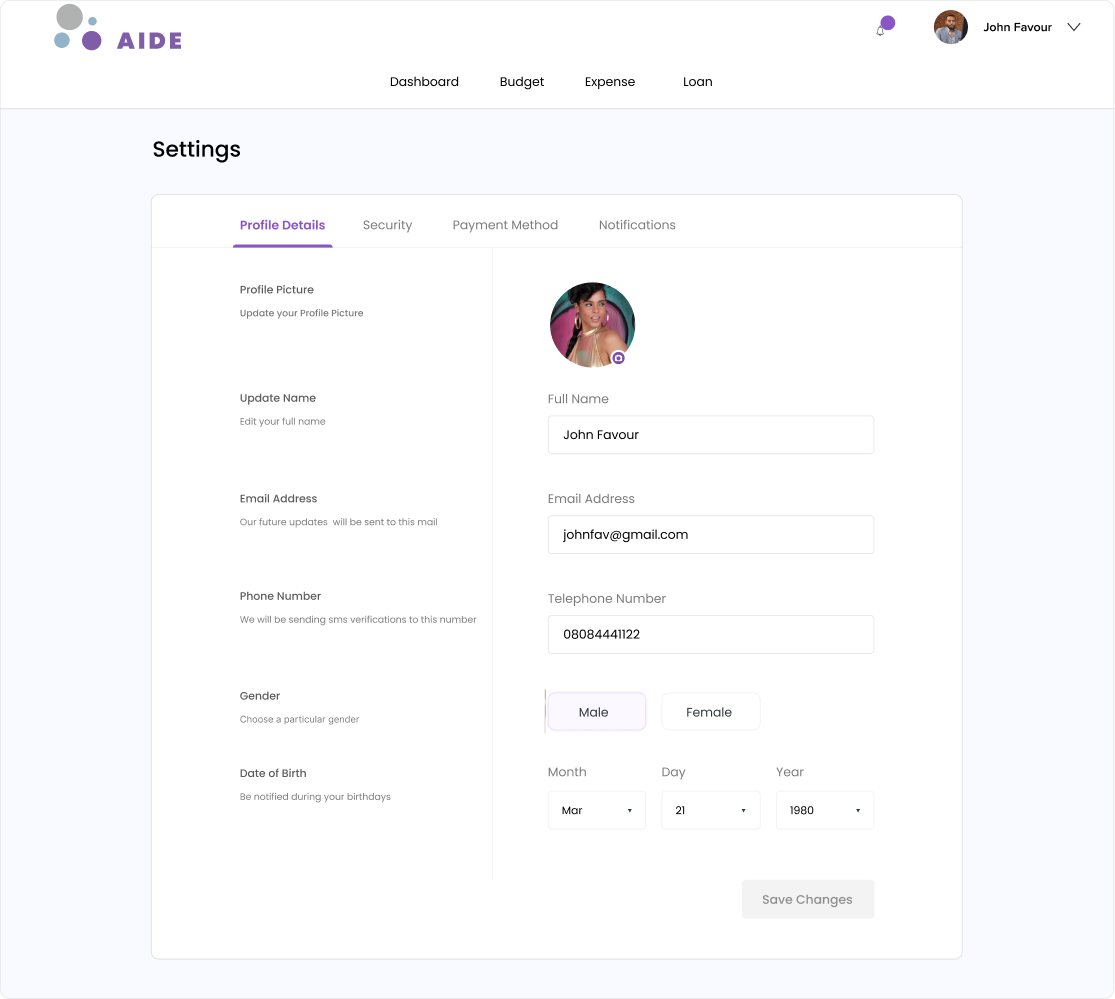 AIDE
John Favour
Dashboard Budget Expense Loan
Settings
Profile Details Security Payment Method Notifications
Profile Picture
Update your Profile Picture
Update Name
Edit your full name
Full Name
John Favour
Email Address
Our future updates  will be sent to this mail
Email Address
johnfav@gmail.com
Phone Number
We will be sending sms verifications to this number
Telephone Number
08084441122
Gender
Choose a particular gender
Male Female
Date of Birth
Be notified during your birthdays
Month Day Year
Mar 21 1980
Save Changes